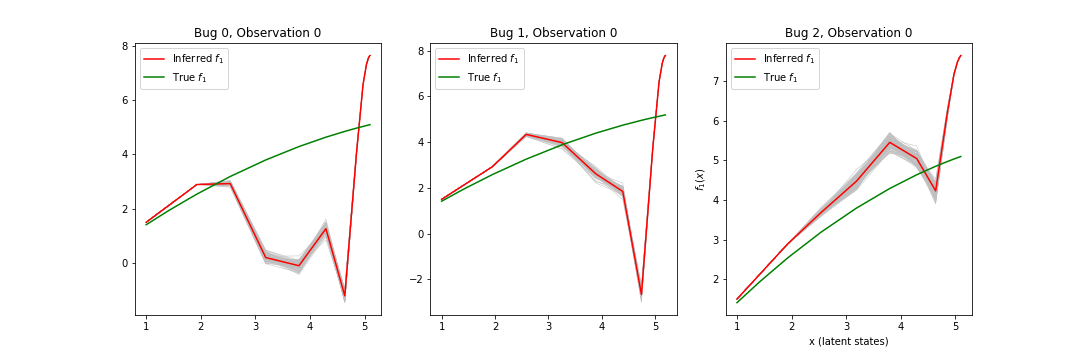 Bug 0, Observation 0
Inferred f₁
True f₁
8
6
4
2
0
1 2 3 4 5
Bug 1, Observation 0
Inferred f₁
True f₁
8
6
4
2
0
−2
1 2 3 4 5
Bug 2, Observation 0
Inferred f₁
True f₁
f₁(x)
7
6
5
4
3
2
1 2 3 4 5
x (latent states)